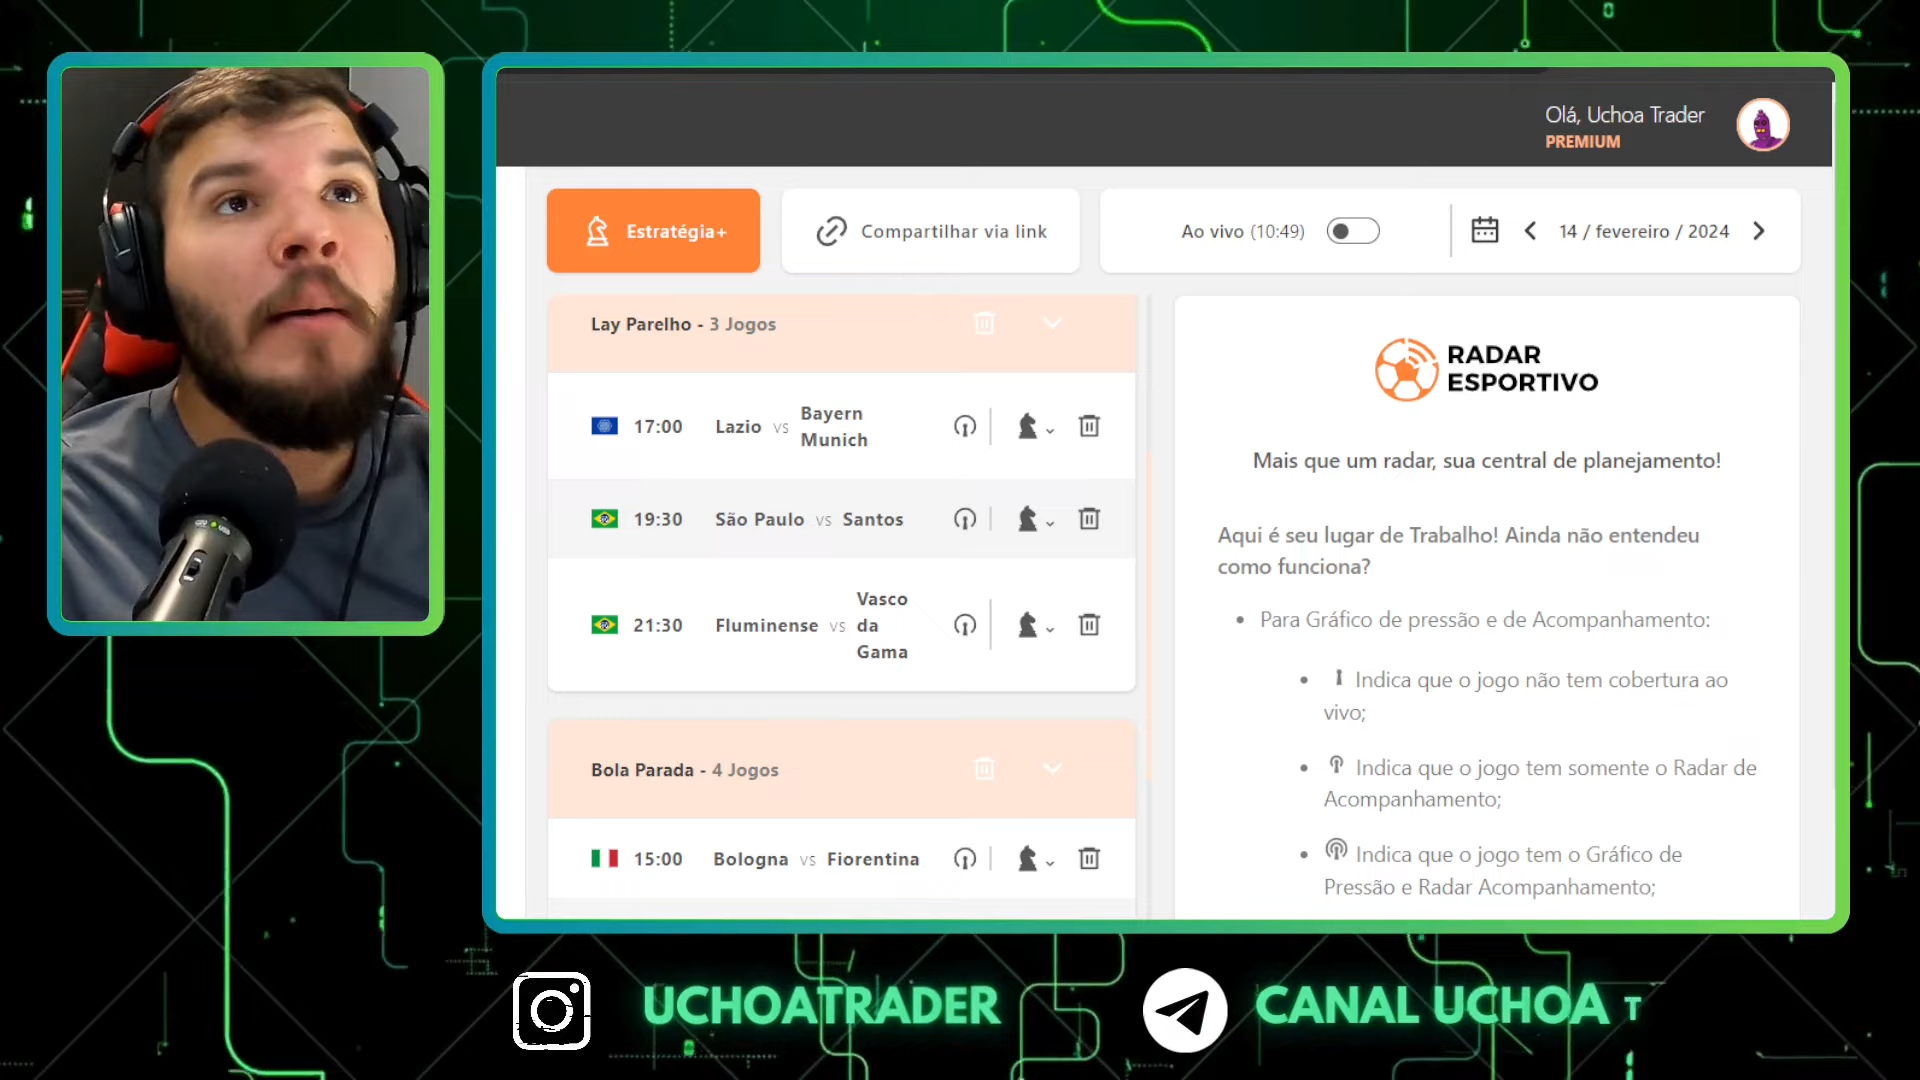 Olá, Uchoa Trader
PREMIUM
Estratégia+
Compartilhar via link
Ao vivo (10:49)
14 / fevereiro / 2024
Lay Parelho - 3 Jogos
17:00 Lazio vs Bayern
Munich
19:30 São Paulo vs Santos
21:30 Fluminense vs Vasco
da
Gama
Bola Parada - 4 Jogos
15:00 Bologna vs Fiorentina
RADAR
ESPORTIVO
Mais que um radar, sua central de planejamento!
Aqui é seu lugar de Trabalho! Ainda não entendeu
como funciona?
Para Gráfico de pressão e de Acompanhamento:
Indica que o jogo não tem cobertura ao
vivo;
Indica que o jogo tem somente o Radar de
Acompanhamento;
Indica que o jogo tem o Gráfico de
Pressão e Radar Acompanhamento;
UCHOATRADER
CANAL UCHOA T